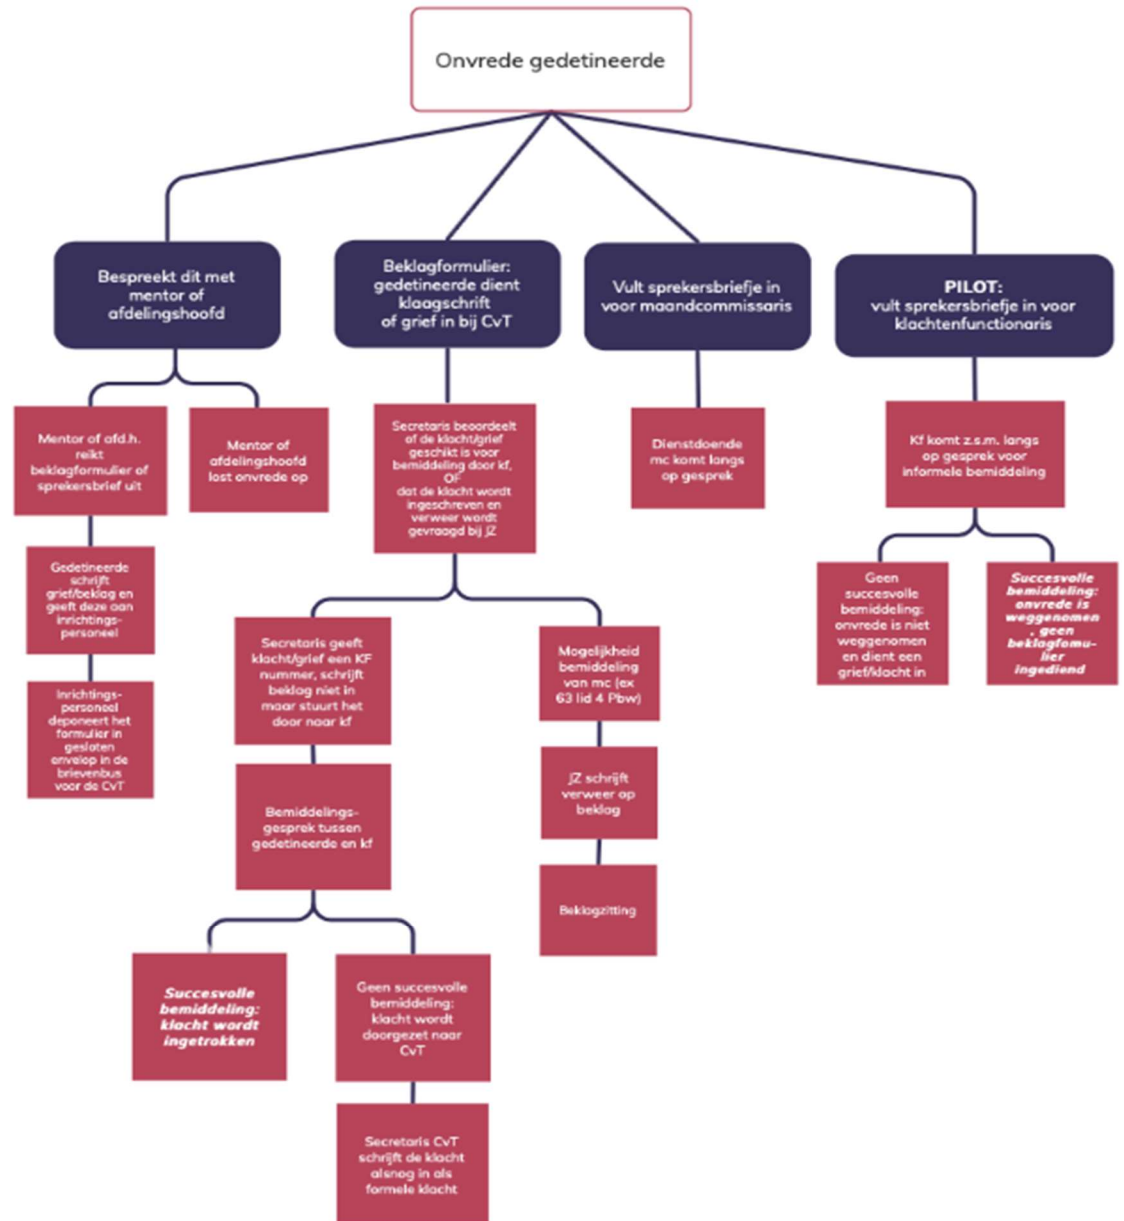 Onvrede gedetineerde
Bespreekt dit met
mentor of
afdelingshoofd
Beklagformulier:
gedetineerde dient
klaagschrift
of grief in bij CvT
Vult sprekersbriefje in
voor maandcommissaris
PILOT:
vult sprekersbriefje in voor
klachtenfunctionaris
Mentor of afd.h.
reikt
beklagformulier of
sprekersbrief uit
Mentor of
afdelingshoofd
lost onvrede op
Secretaris beoordeelt
of de klacht/grief
geschikt is voor
bemiddeling door kf,
OF
dat de klacht wordt
ingeschreven en
verweer wordt
gevraagd bij JZ
Dienstdoende
mc komt langs
op gesprek
Kf komt z.s.m. langs
op gesprek voor
informele bemiddeling
Gedetineerde
schrijft
grief/beklag en
geeft deze aan
inrichtings-
personeel
Geen
succesvolle
bemiddeling:
onvrede is niet
weggenomen
en dient een
grief/klacht in
Succesvolle
bemiddeling:
onvrede is
weggenomen
, geen
beklagfomu-
lier
ingediend
Secretaris geeft
klacht/grief een KF
nummer, schrijft
beklag niet in
maar stuurt het
door naar kf
Mogelijkheid
bemiddeling
van mc (ex
63 lid 4 Pbw)
Inrichtings-
personeel
deponeert het
formulier in
gesloten
envelop in de
brievenbus
voor de CvT
Bemiddelings-
gesprek tussen
gedetineerde en kf
JZ schrijft
verweer op
beklag
Beklagzitting
Succesvolle
bemiddeling:
klacht wordt
ingetrokken
Geen succesvolle
bemiddeling:
klacht wordt
doorgezet naar
CvT
Secretaris CvT
schrijft de klacht
alsnog in als
formele klacht